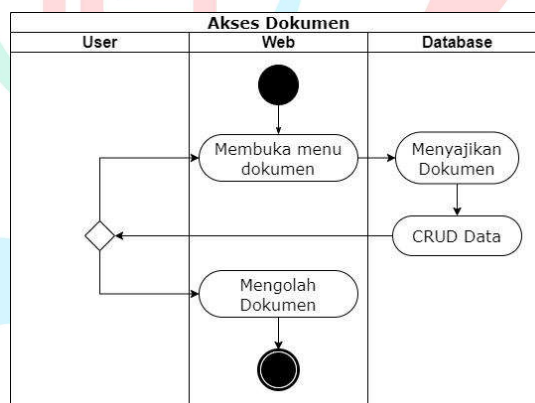 Akses Dokumen
User
Web
Database
Membuka menu
dokumen
Menyajikan
Dokumen
CRUD Data
Mengolah
Dokumen